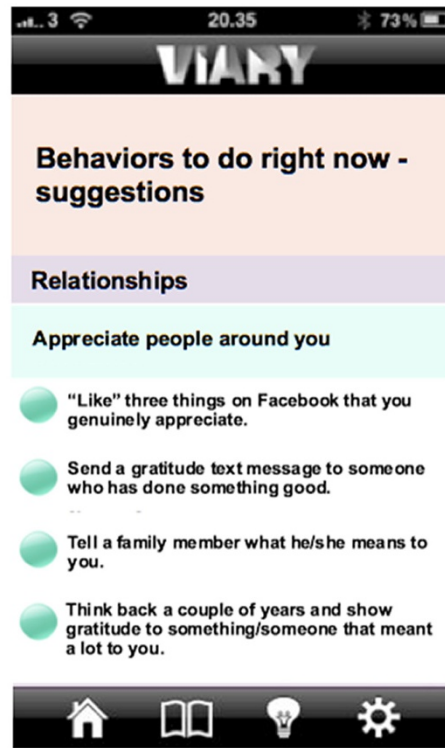 3 20.35 73%
VIARY
Behaviors to do right now -
suggestions
Relationships
Appreciate people around you
“Like” three things on Facebook that you
genuinely appreciate.
Send a gratitude text message to someone
who has done something good.
Tell a family member what he/she means to
you.
Think back a couple of years and show
gratitude to something/someone that meant
a lot to you.